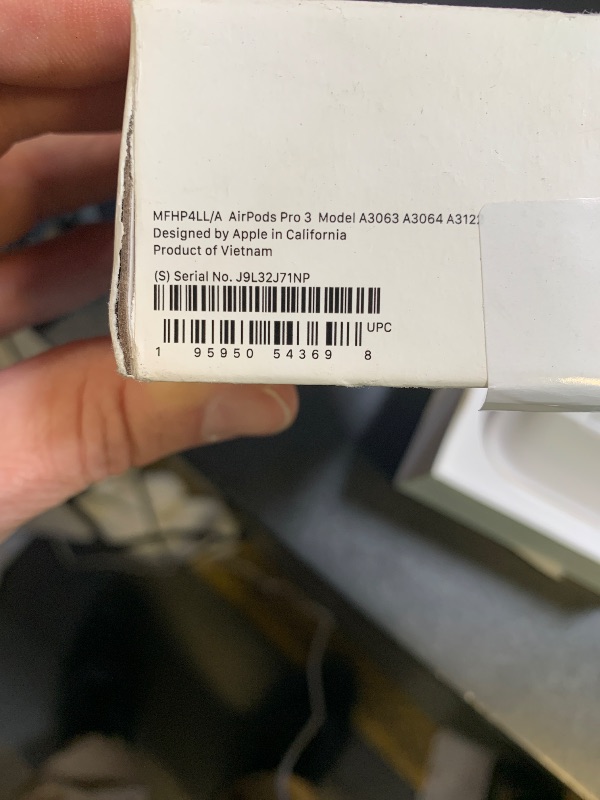 MFHP4LL/A AirPods Pro 3 Model A3063 A3064 A3122
Designed by Apple in California
Product of Vietnam
(S) Serial No. J9L32J71NP
UPC
1 95950 54369 8